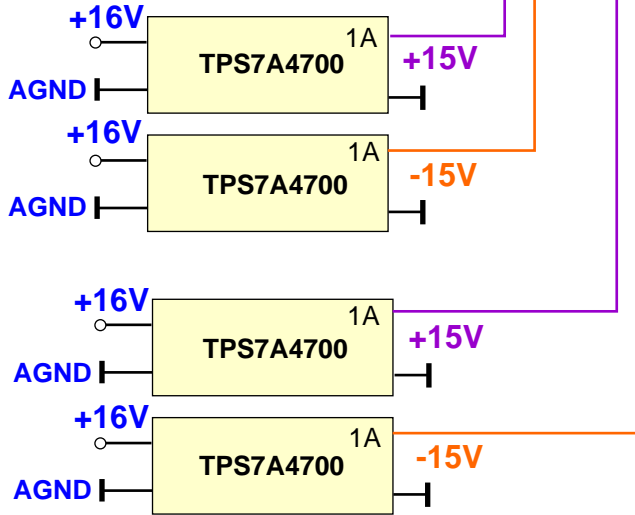 +16V
1A
TPS7A4700
+15V
AGND
+16V
1A
TPS7A4700
-15V
AGND
+16V
1A
TPS7A4700
+15V
AGND
+16V
1A
TPS7A4700
-15V
AGND